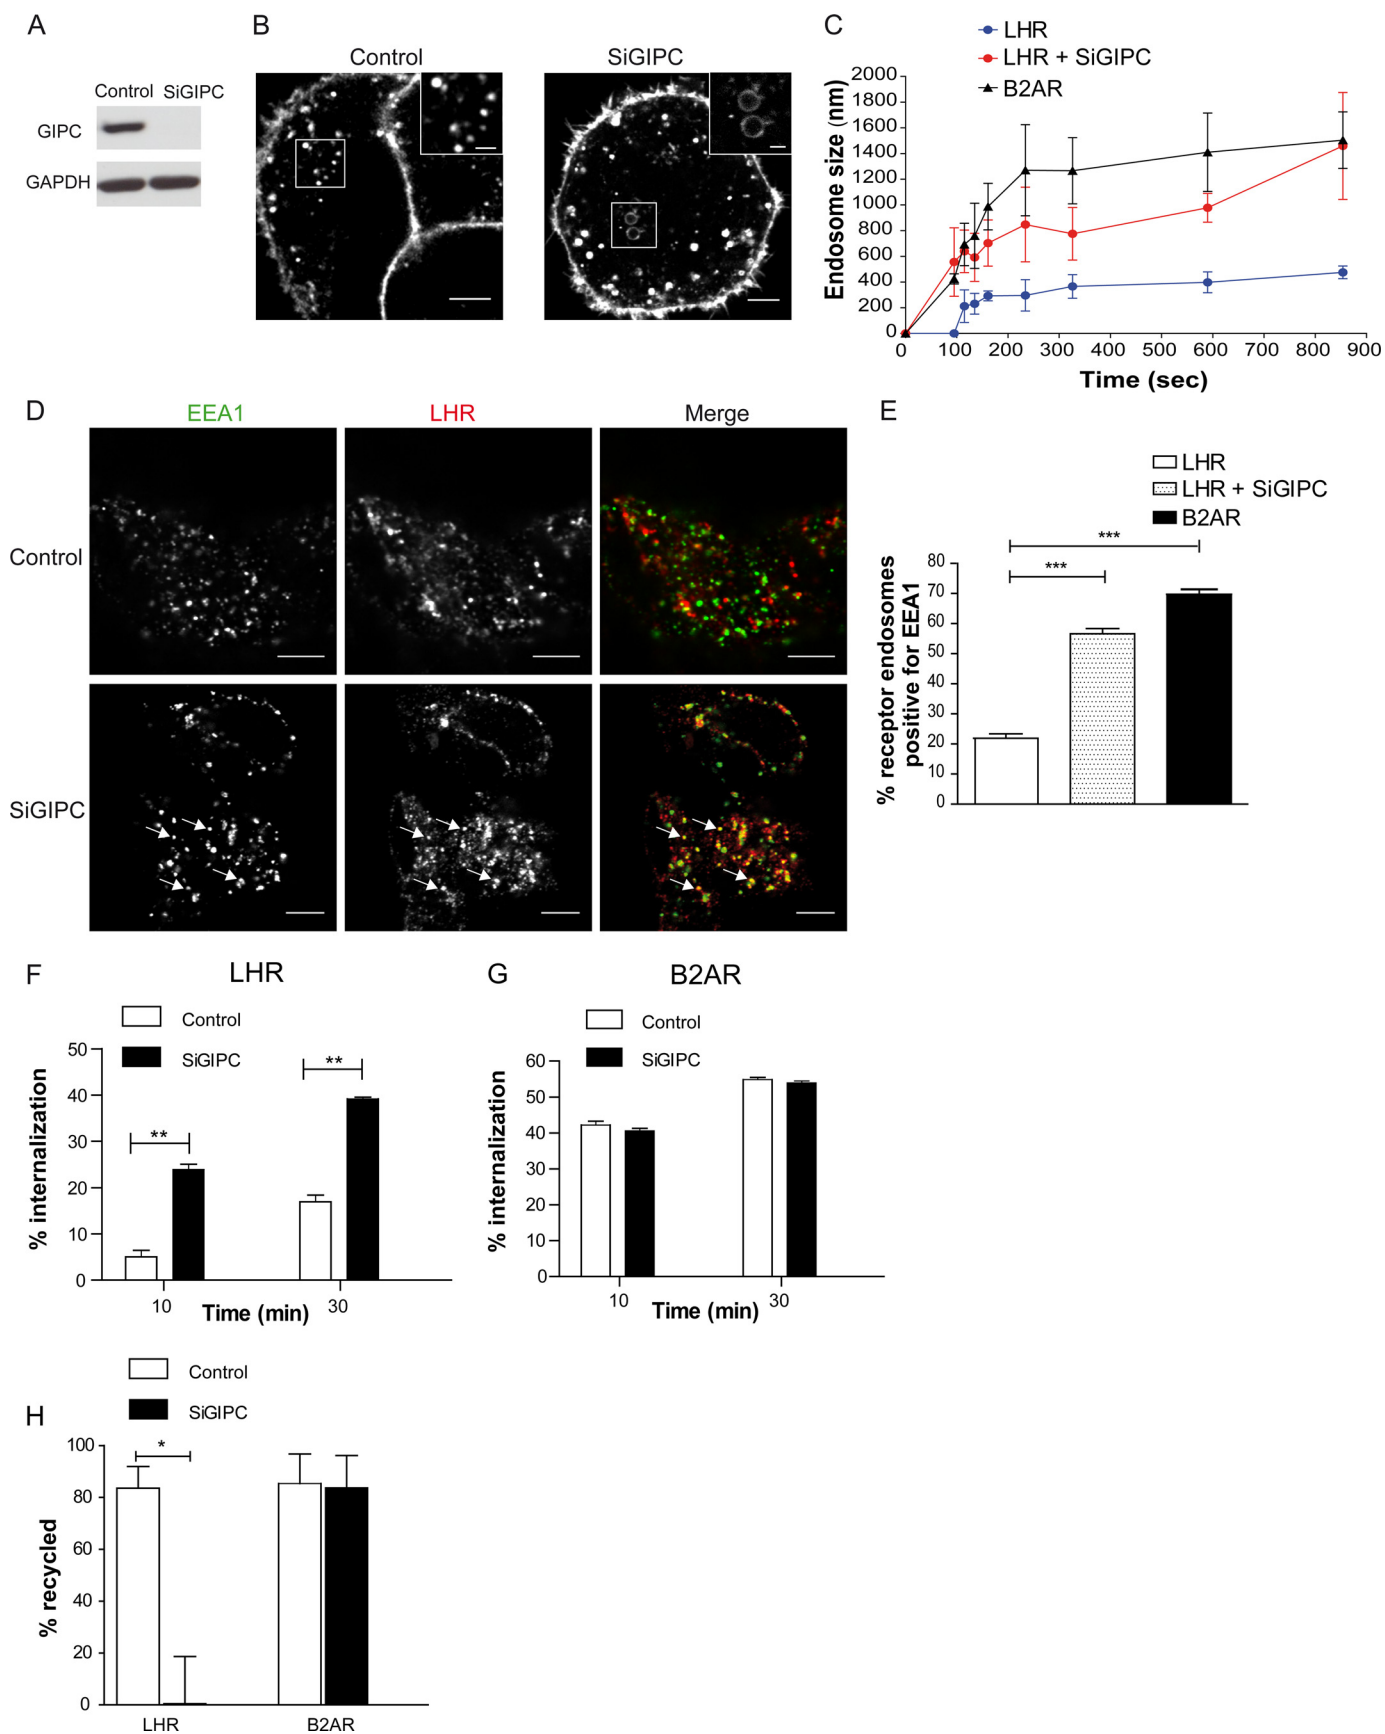 A
Control SiGIPC
GIPC
GAPDH
B
Control
SiGIPC
C
LHR
LHR + SiGIPC
B2AR
Endosome size (nm)
2000
1800
1600
1400
1200
1000
800
600
400
200
0
0 100 200 300 400 500 600 700 800 900
Time (sec)
D
EEA1
LHR
Merge
Control
SiGIPC
E
LHR
LHR + SiGIPC
B2AR
***
***
% receptor endosomes
positive for EEA1
80
70
60
50
40
30
20
10
0
F
LHR
Control
SiGIPC
% internalization
50
40
30
20
10
0
**
**
10
30
Time (min)
G
B2AR
Control
SiGIPC
% internalization
60
50
40
30
20
10
0
10
30
Time (min)
H
Control
SiGIPC
% recycled
100
80
60
40
20
0
*
LHR
B2AR